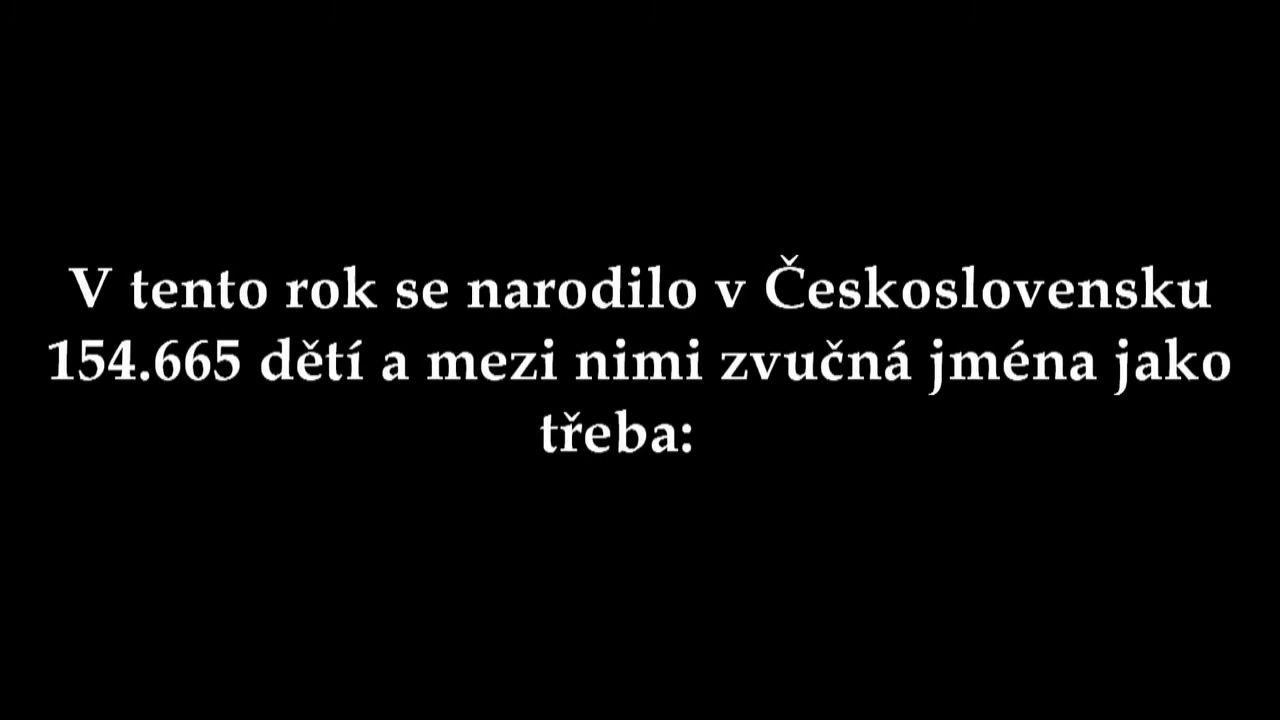 V tento rok se narodilo v Československu
154.665 dětí a mezi nimi zvučná jména jako
třeba: